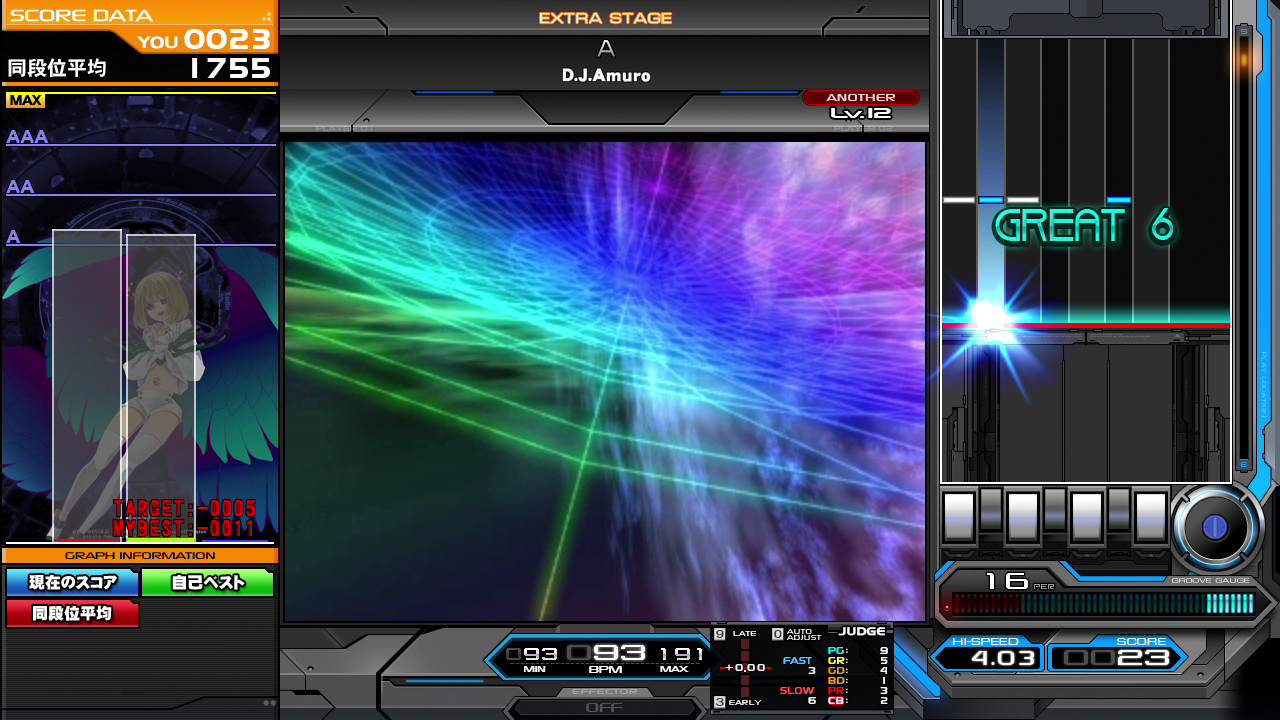 SCORE DATA
YOU 0023
同段位平均 1755
MAX
AAA
AA
A
TARGET:-0005
MYBEST:-0011
GRAPH INFORMATION
現在のスコア 自己ベスト
同段位平均
EXTRA STAGE
A
D.J.Amuro
ANOTHER
LV.12
PLAYER 01 PLAYER 02
GREAT 6
093 093 191
MIN BPM MAX
EFFECTOR
OFF
9 LATE 0 AUTO ADJUST JUDGE
+0.00
3 EARLY
FAST 3
SLOW 6
PG: 9
GR: 5
GD: 4
BD: 1
PR: 3
CB: 2
16 PER
GROOVE GAUGE
HI-SPEED SCORE
4.03 0023